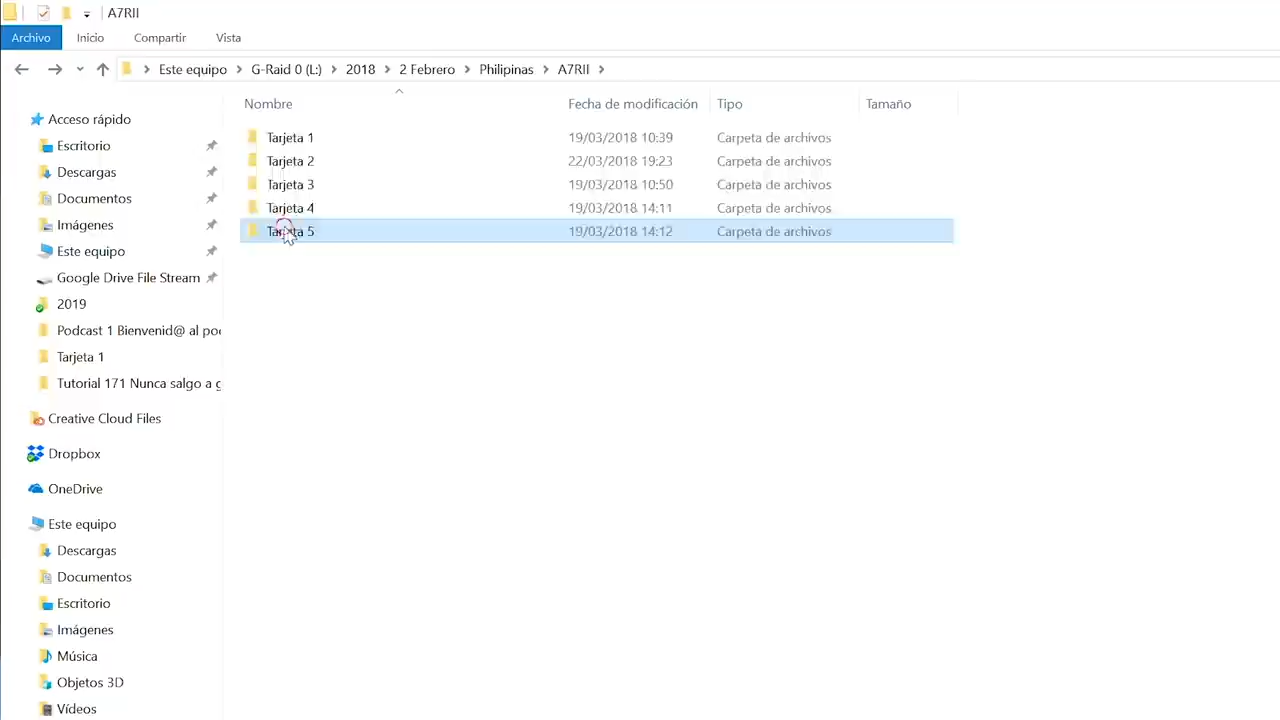 A7RII
Archivo Inicio Compartir Vista
Este equipo G-Raid 0 (L:) 2018 2 Febrero Philipinas A7RII
Nombre Fecha de modificación Tipo Tamaño
Tarjeta 1 19/03/2018 10:39 Carpeta de archivos
Tarjeta 2 22/03/2018 19:23 Carpeta de archivos
Tarjeta 3 19/03/2018 10:50 Carpeta de archivos
Tarjeta 4 19/03/2018 14:11 Carpeta de archivos
Tarjeta 5 19/03/2018 14:12 Carpeta de archivos
Acceso rápido
Escritorio
Descargas
Documentos
Imágenes
Este equipo
Google Drive File Stream
2019
Podcast 1 Bienvenid@ al po
Tarjeta 1
Tutorial 171 Nunca salgo a
Creative Cloud Files
Dropbox
OneDrive
Este equipo
Descargas
Documentos
Escritorio
Imágenes
Música
Objetos 3D
Vídeos